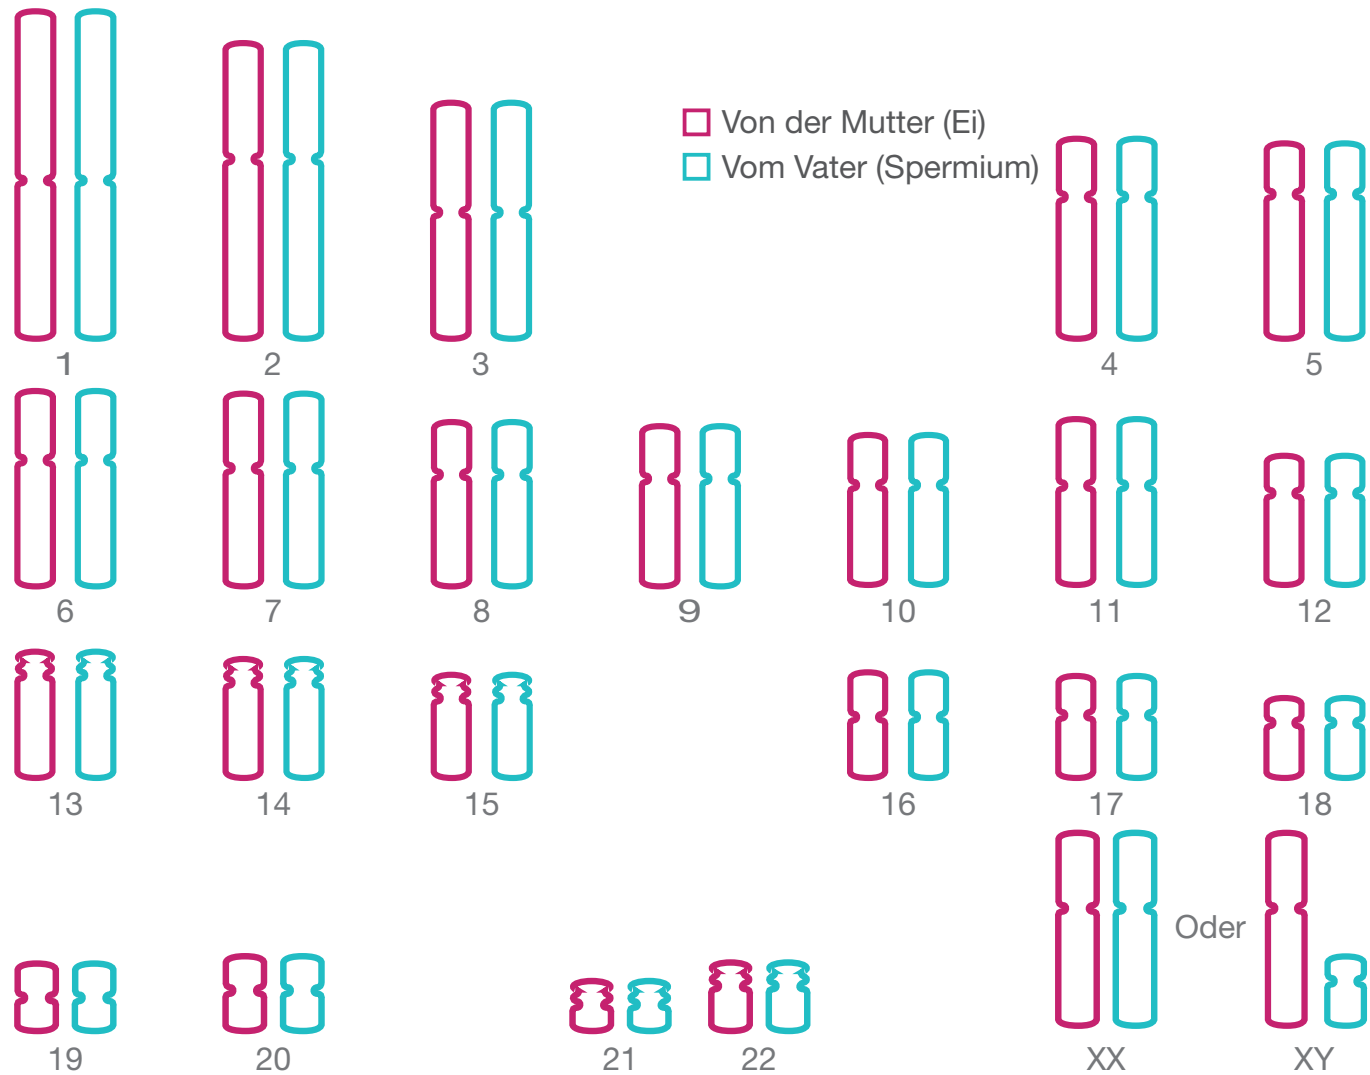 Von der Mutter (Ei)
Vom Vater (Spermium)
1 2 3 4 5
6 7 8 9 10 11 12
13 14 15 16 17 18
Oder
19 20 21 22 XX XY